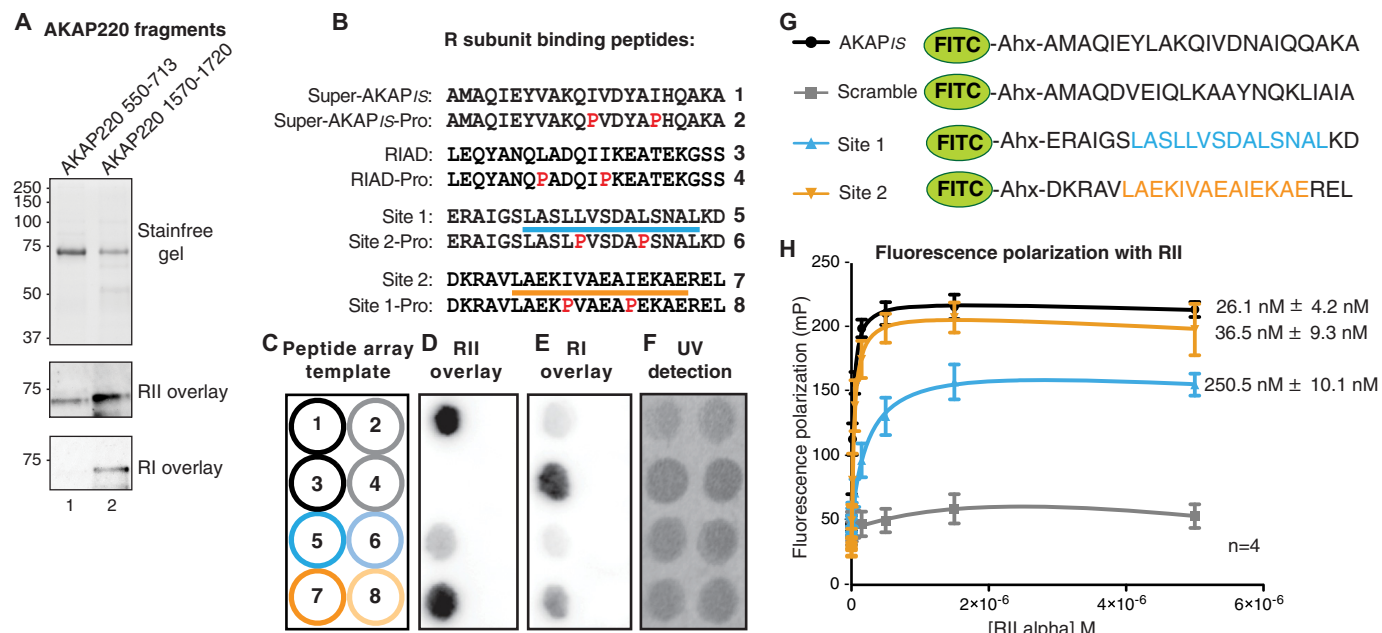 A AKAP220 fragments
AKAP220 550-713
AKAP220 1570-1720
250
150
100
75
50
37
Stainfree
gel
75
RII overlay
75
RI overlay
1 2
B
R subunit binding peptides:
Super-AKAPIS: AMAQIEYVAKQIVDYAIHQAKA 1
Super-AKAPIS-Pro: AMAQIEYVAKQPVDYAPHQAKA 2
RIAD: LEQYANQLADQIIKEATEKGSS 3
RIAD-Pro: LEQYANQPADQIPKEATEKGSS 4
Site 1: ERAIGSLASLLVSDALSNALKD 5
Site 2-Pro: ERAIGSLASLPVSDAPSNALKD 6
Site 2: DKRAVLAEKIVAEAIEKAEREL 7
Site 1-Pro: DKRAVLAEKPVAEAPEKAEREL 8
C Peptide array
template
1 2
3 4
5 6
7 8
D RII
overlay
E RI
overlay
F UV
detection
G
AKAPIS FITC-Ahx-AMAQIEYLAKQIVDNAIQQAKA
Scramble FITC-Ahx-AMAQDVEIQLKAAYNQKLIAIA
Site 1 FITC-Ahx-ERAIGSLASLLVSDALSNALKD
Site 2 FITC-Ahx-DKRAVLAEKIVAEAIEKAEREL
H Fluorescence polarization with RII
Fluorescence polarization (mP)
250
200
150
100
50
0
26.1 nM ± 4.2 nM
36.5 nM ± 9.3 nM
250.5 nM ± 10.1 nM
n=4
0 2×10⁻⁶ 4×10⁻⁶ 6×10⁻⁶
[RII alpha] M